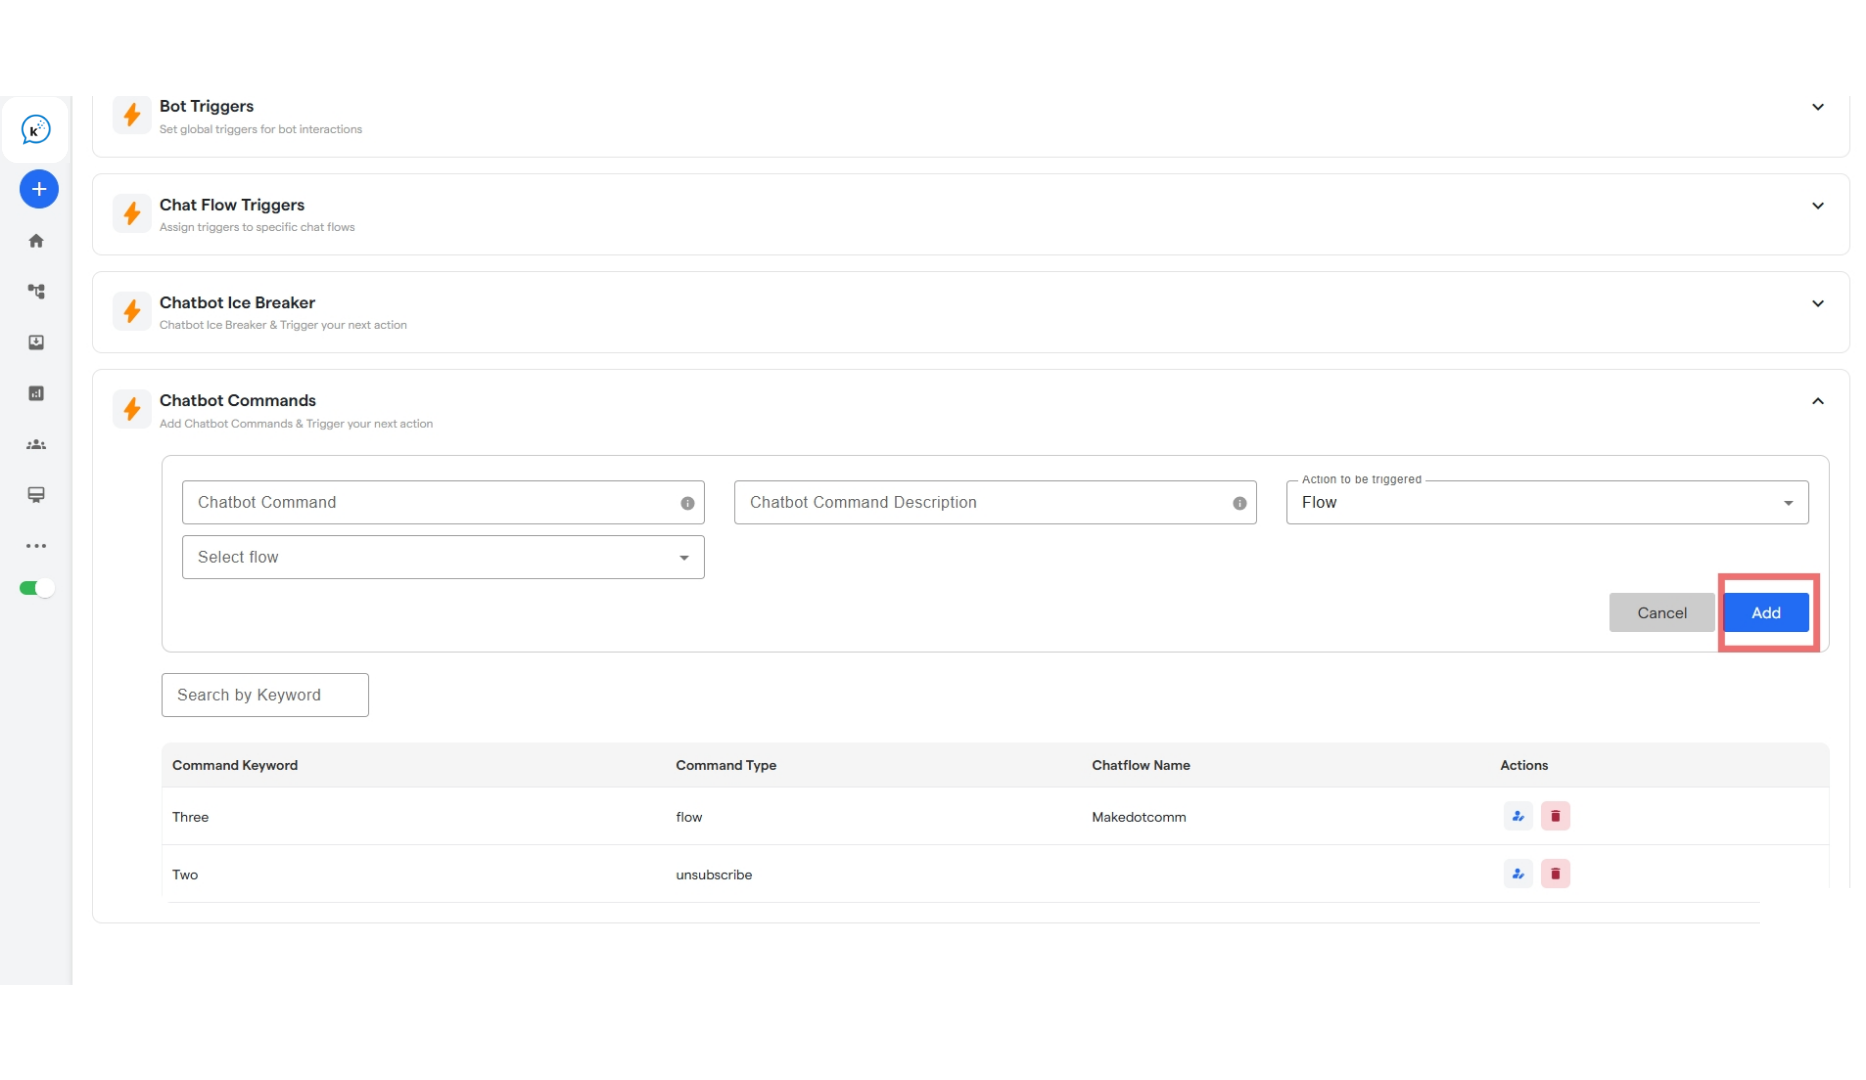 Bot Triggers
Set global triggers for bot interactions
k
Chat Flow Triggers
Assign triggers to specific chat flows
Chatbot Ice Breaker
Chatbot Ice Breaker & Trigger your next action
Chatbot Commands
Add Chatbot Commands & Trigger your next action
Action to be triggered
Chatbot Command
Chatbot Command Description
Flow
Select flow
Cancel
Add
Search by Keyword
Command Keyword Command Type Chatflow Name Actions
Three flow Makedotcomm
Two unsubscribe